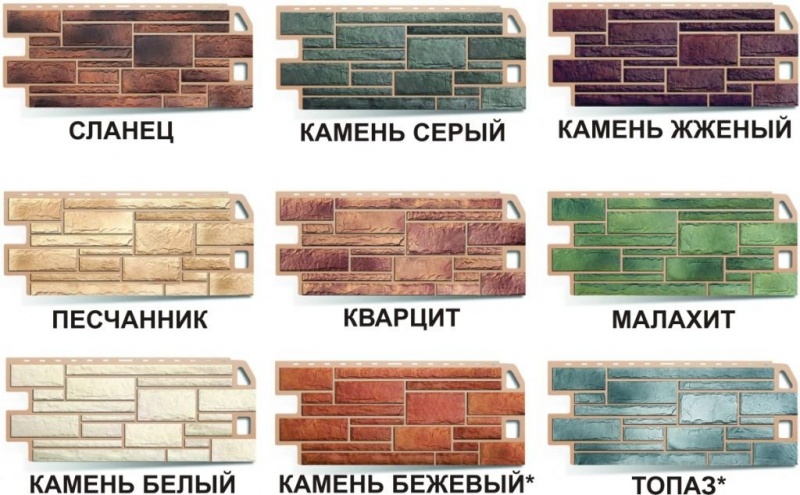 СЛАНЕЦ
КАМЕНЬ СЕРЫЙ
КАМЕНЬ ЖЖЕНЫЙ
ПЕСЧАННИК
КВАРЦИТ
МАЛАХИТ
КАМЕНЬ БЕЛЫЙ
КАМЕНЬ БЕЖЕВЫЙ*
ТОПАЗ*